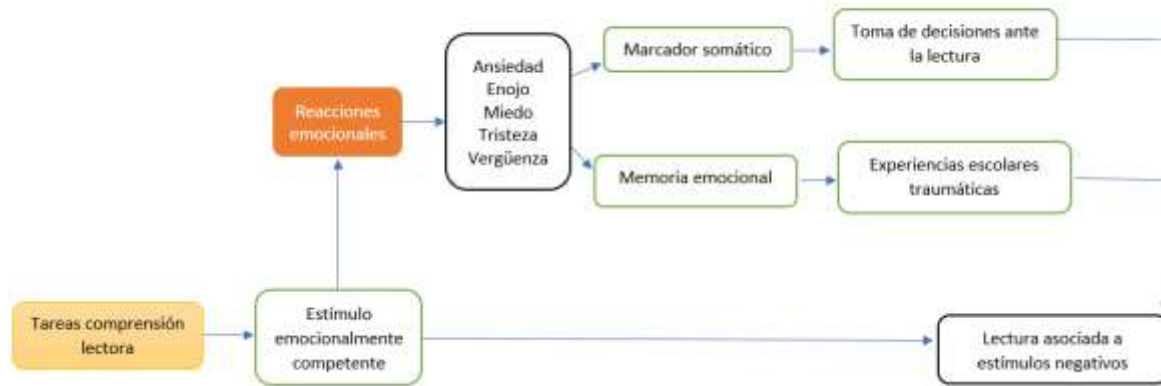 Marcador somático
Toma de decisiones ante
la lectura
Ansiedad
Enojo
Miedo
Tristeza
Vergüenza
Reacciones
emocionales
Memoria emocional
Experiencias escolares
traumáticas
Tareas comprensión
lectora
Estímulo
emocionalmente
competente
Lectura asociada a
estímulos negativos